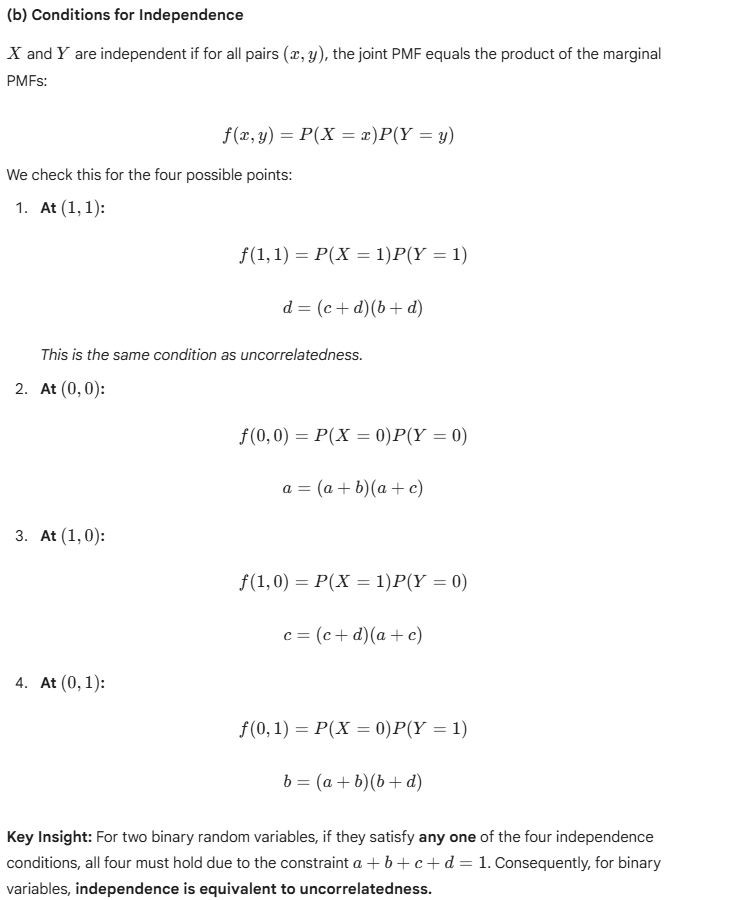 (b) Conditions for Independence
X and Y are independent if for all pairs (x, y), the joint PMF equals the product of the marginal
PMFs:
f(x, y) = P(X = x)P(Y = y)
We check this for the four possible points:
1. At (1, 1):
f(1, 1) = P(X = 1)P(Y = 1)
d = (c + d)(b + d)
This is the same condition as uncorrelatedness.
2. At (0, 0):
f(0, 0) = P(X = 0)P(Y = 0)
a = (a + b)(a + c)
3. At (1, 0):
f(1, 0) = P(X = 1)P(Y = 0)
c = (c + d)(a + c)
4. At (0, 1):
f(0, 1) = P(X = 0)P(Y = 1)
b = (a + b)(b + d)
Key Insight: For two binary random variables, if they satisfy any one of the four independence
conditions, all four must hold due to the constraint a + b + c + d = 1. Consequently, for binary
variables, independence is equivalent to uncorrelatedness.